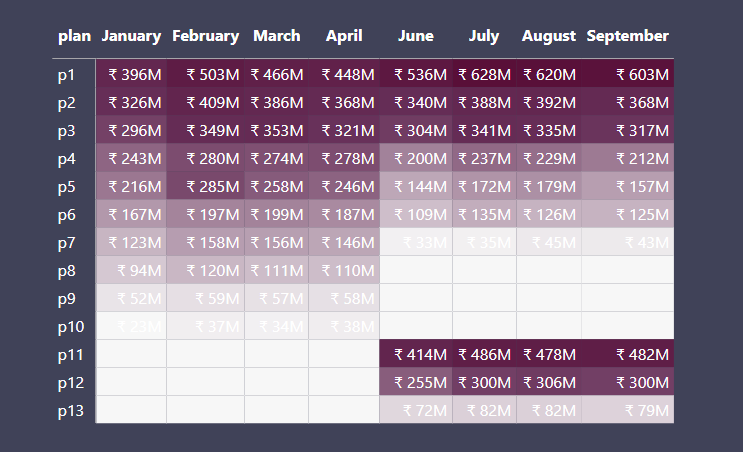 plan January February March April June July August September
p1 ₹ 396M ₹ 503M ₹ 466M ₹ 448M ₹ 536M ₹ 628M ₹ 620M ₹ 603M
p2 ₹ 326M ₹ 409M ₹ 386M ₹ 368M ₹ 340M ₹ 388M ₹ 392M ₹ 368M
p3 ₹ 296M ₹ 349M ₹ 353M ₹ 321M ₹ 304M ₹ 341M ₹ 335M ₹ 317M
p4 ₹ 243M ₹ 280M ₹ 274M ₹ 278M ₹ 200M ₹ 237M ₹ 229M ₹ 212M
p5 ₹ 216M ₹ 285M ₹ 258M ₹ 246M ₹ 144M ₹ 172M ₹ 179M ₹ 157M
p6 ₹ 167M ₹ 197M ₹ 199M ₹ 187M ₹ 109M ₹ 135M ₹ 126M ₹ 125M
p7 ₹ 123M ₹ 158M ₹ 156M ₹ 146M ₹ 33M ₹ 35M ₹ 45M ₹ 43M
p8 ₹ 94M ₹ 120M ₹ 111M ₹ 110M
p9 ₹ 52M ₹ 59M ₹ 57M ₹ 58M
p10 ₹ 23M ₹ 37M ₹ 34M ₹ 38M
p11 ₹ 414M ₹ 486M ₹ 478M ₹ 482M
p12 ₹ 255M ₹ 300M ₹ 306M ₹ 300M
p13 ₹ 72M ₹ 82M ₹ 82M ₹ 79M